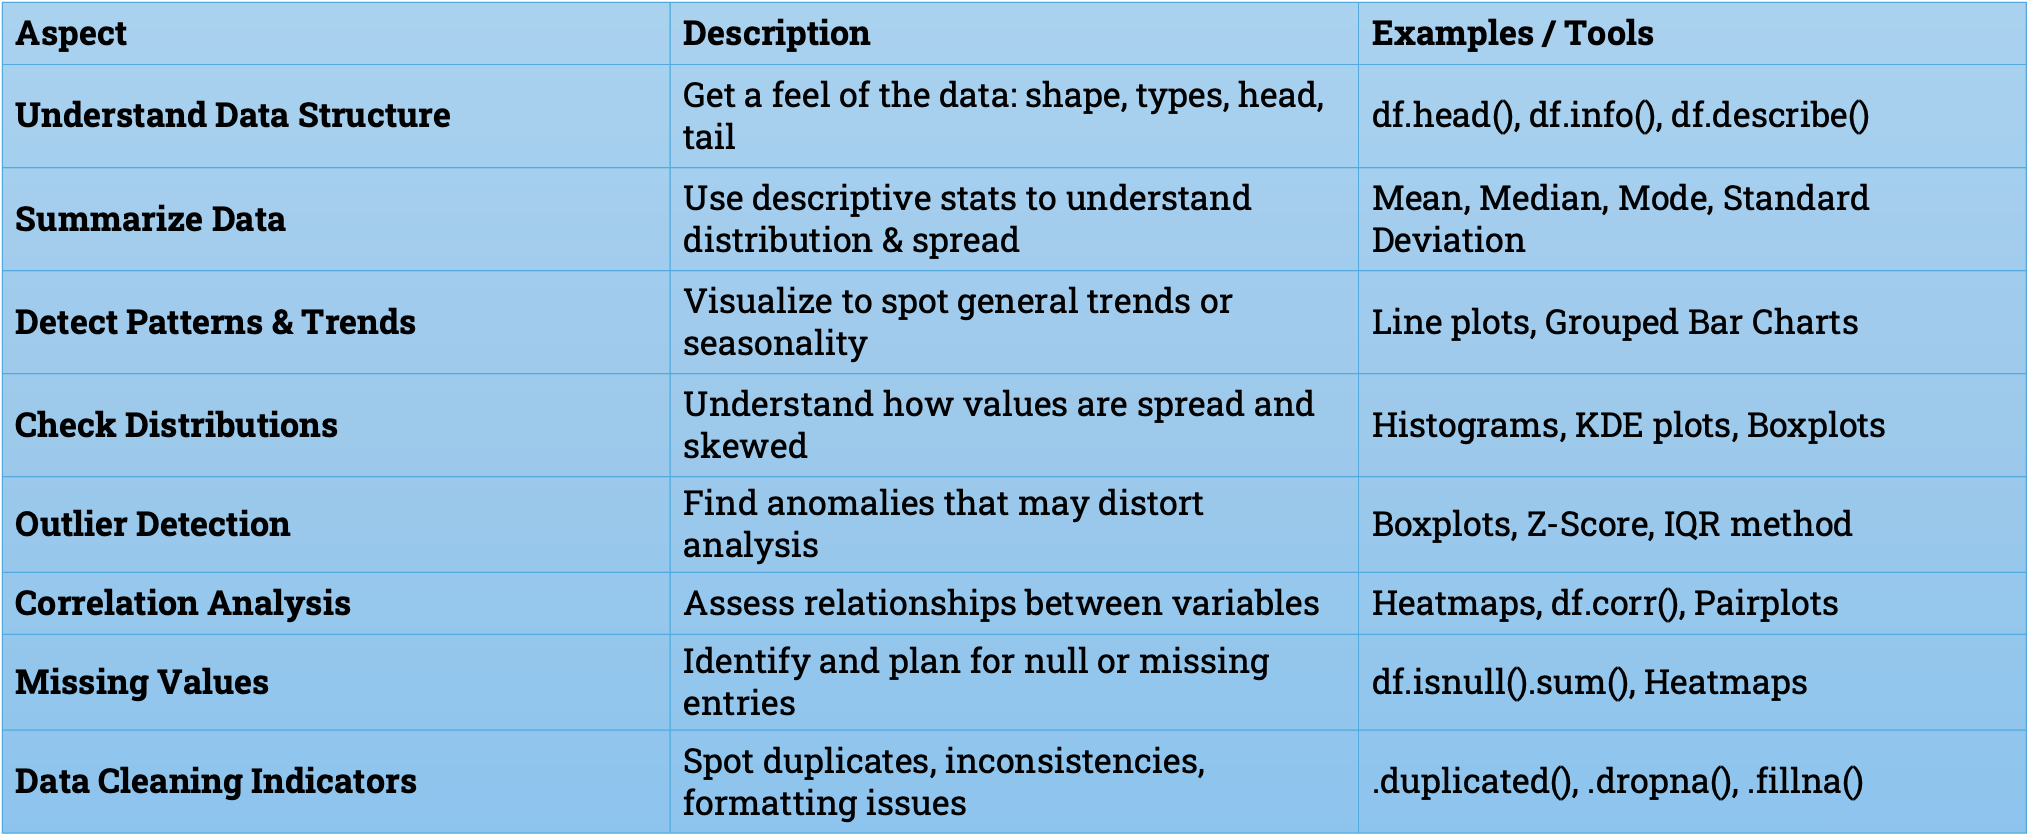 Aspect
Description
Examples / Tools
Understand Data Structure
Get a feel of the data: shape, types, head,
tail
df.head(), df.info(), df.describe()
Summarize Data
Use descriptive stats to understand
distribution & spread
Mean, Median, Mode, Standard
Deviation
Detect Patterns & Trends
Visualize to spot general trends or
seasonality
Line plots, Grouped Bar Charts
Check Distributions
Understand how values are spread and
skewed
Histograms, KDE plots, Boxplots
Outlier Detection
Find anomalies that may distort
analysis
Boxplots, Z-Score, IQR method
Correlation Analysis
Assess relationships between variables
Heatmaps, df.corr(), Pairplots
Missing Values
Identify and plan for null or missing
entries
df.isnull().sum(), Heatmaps
Data Cleaning Indicators
Spot duplicates, inconsistencies,
formatting issues
.duplicated(), .dropna(), .fillna()